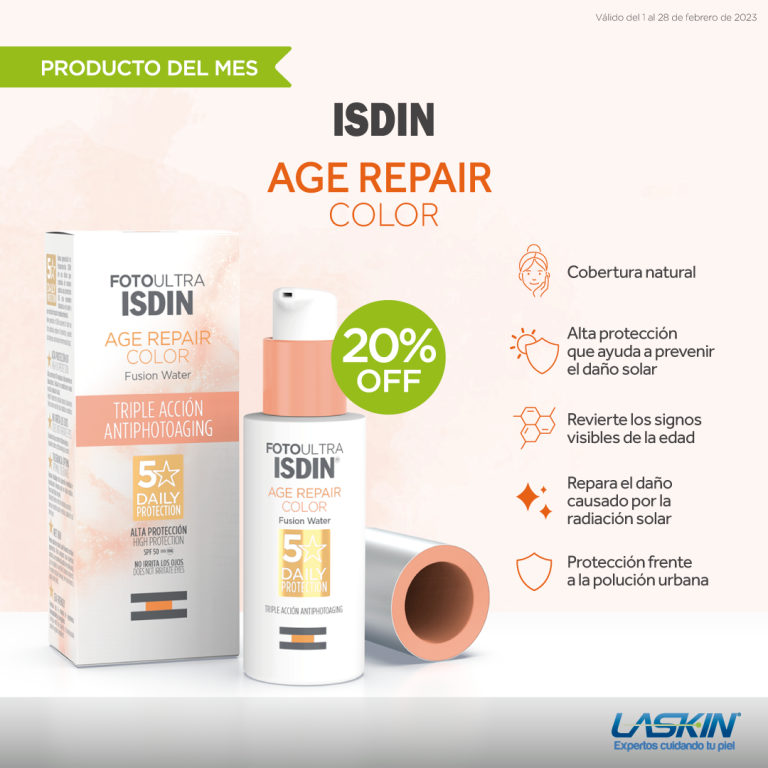 Válido del 1 al 28 de febrero de 2023
PRODUCTO DEL MES
ISDIN
AGE REPAIR
COLOR
Cobertura natural
Alta protección
que ayuda a prevenir
el daño solar
Revierte los signos
visibles de la edad
Repara el daño
causado por la
radiación solar
Protección frente
a la polución urbana
20%
OFF
FOTOULTRA
ISDIN
AGE REPAIR
COLOR
Fusion Water
TRIPLE ACCIÓN
ANTIPHOTOAGING
5
DAILY
PROTECTION
ALTA PROTECCIÓN
HIGH PROTECTION
SPF 50
NO IRRITA LOS OJOS
DOES NOT IRRITATE EYES
FOTOULTRA
ISDIN®
AGE REPAIR
COLOR
Fusion Water
5
DAILY
PROTECTION
TRIPLE ACCIÓN ANTIPHOTOAGING
LASKIN®
Expertos cuidando tu piel